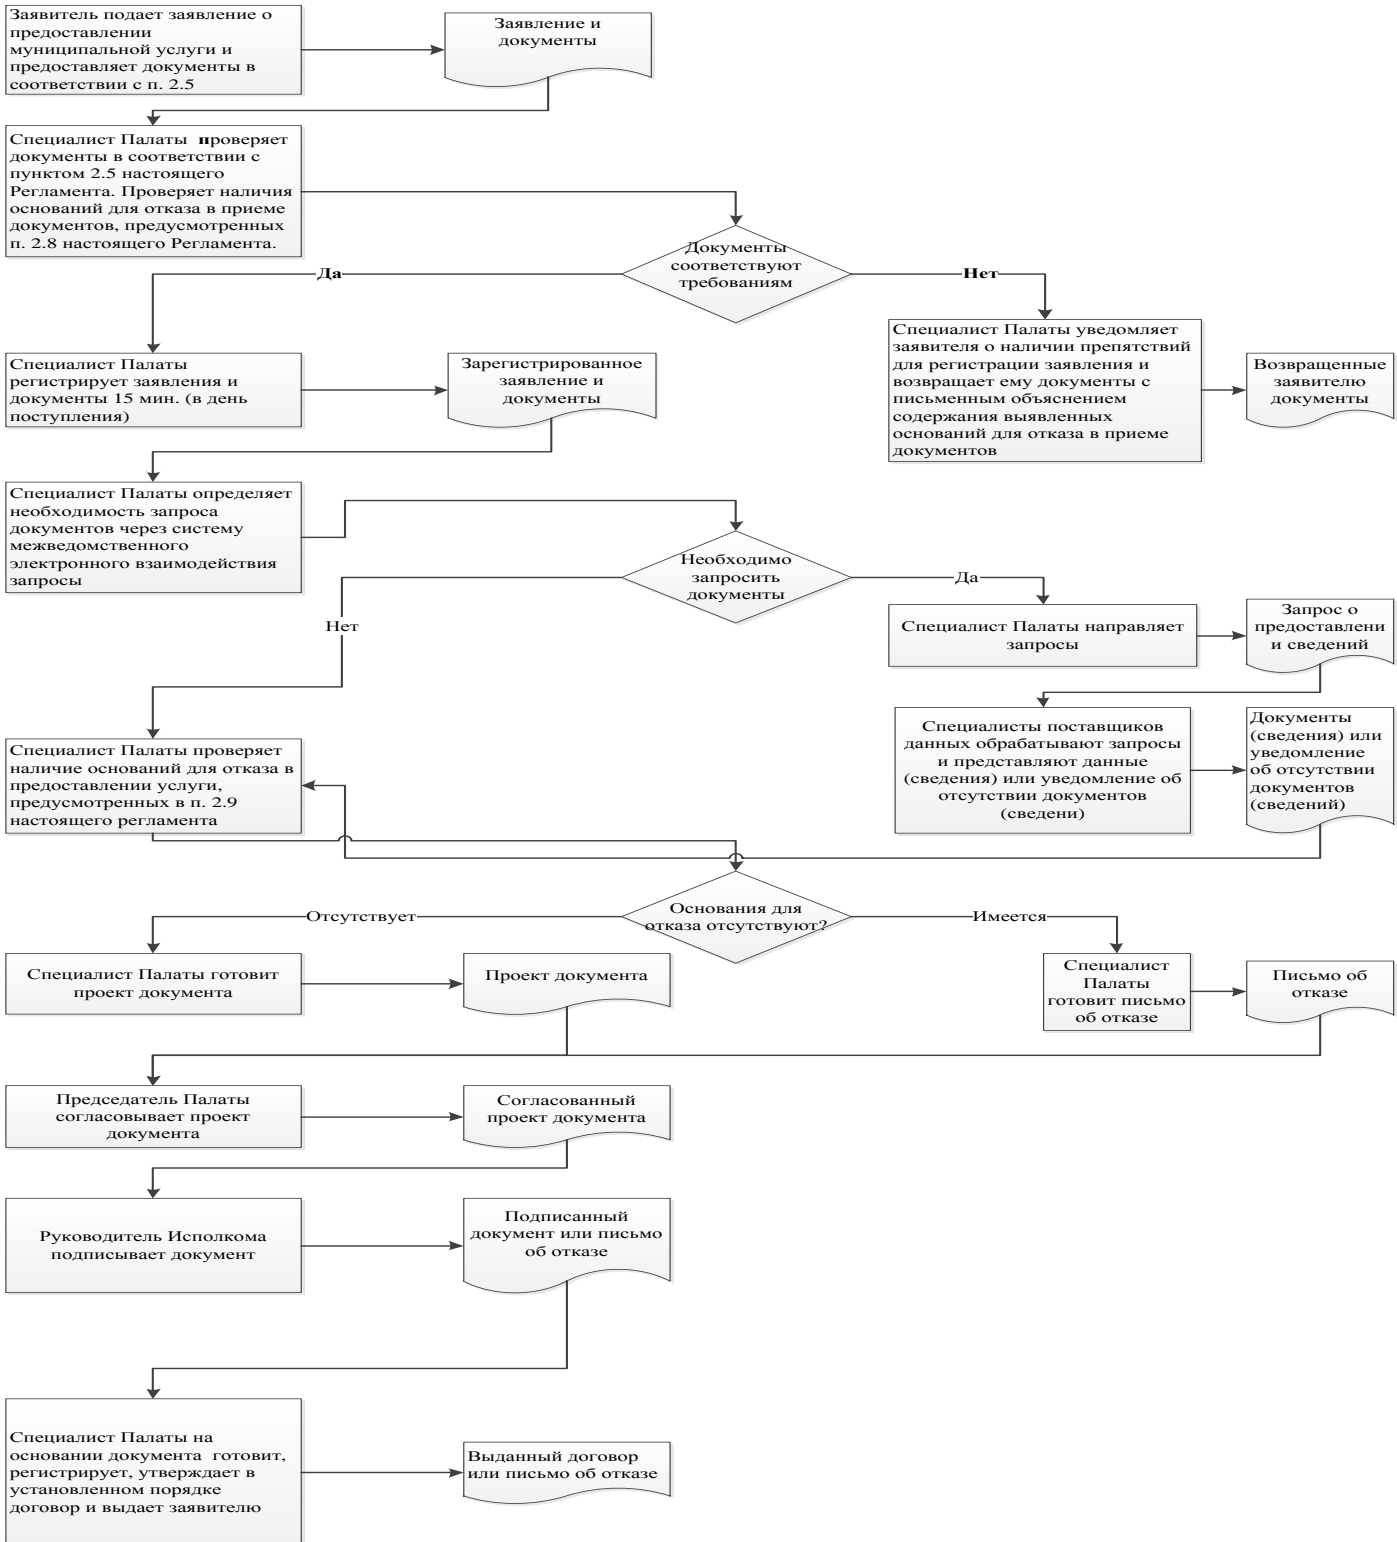 Заявитель подает заявление о
предоставлении
муниципальной услуги и
предоставляет документы в
соответствии с п. 2.5
Заявление и
документы
Специалист Палаты проверяет
документы в соответствии с
пунктом 2.5 настоящего
Регламента. Проверяет наличия
оснований для отказа в приеме
документов, предусмотренных
п. 2.8 настоящего Регламента.
Документы
соответствуют
требованиям
Да
Нет
Специалист Палаты
регистрирует заявления и
документы 15 мин. (в день
поступления)
Зарегистрированное
заявление и
документы
Специалист Палаты уведомляет
заявителя о наличии препятствий
для регистрации заявления и
возвращает ему документы с
письменным объяснением
содержания выявленных
оснований для отказа в приеме
документов
Возвращенные
заявителю
документы
Специалист Палаты определяет
необходимость запроса
документов через систему
межведомственного
электронного взаимодействия
запросы
Необходимо
запросить
документы
Да
Нет
Специалист Палаты направляет
запросы
Запрос о
предоставлени
и сведений
Специалисты поставщиков
данных обрабатывают запросы
и представляют данные
(сведения) или уведомление об
отсутствии документов
(сведени)
Документы
(сведения) или
уведомление
об отсутствии
документов
(сведений)
Специалист Палаты проверяет
наличие оснований для отказа в
предоставлении услуги,
предусмотренных в п. 2.9
настоящего регламента
Основания для
отказа отсутствуют?
Отсутствует
Имеется
Специалист Палаты готовит
проект документа
Проект документа
Специалист
Палаты
готовит письмо
об отказе
Письмо об
отказе
Председатель Палаты
согласовывает проект
документа
Согласованный
проект документа
Руководитель Исполкома
подписывает документ
Подписанный
документ или письмо
об отказе
Специалист Палаты на
основании документа готовит,
регистрирует, утверждает в
установленном порядке
договор и выдает заявителю
Выданный договор
или письмо об отказе